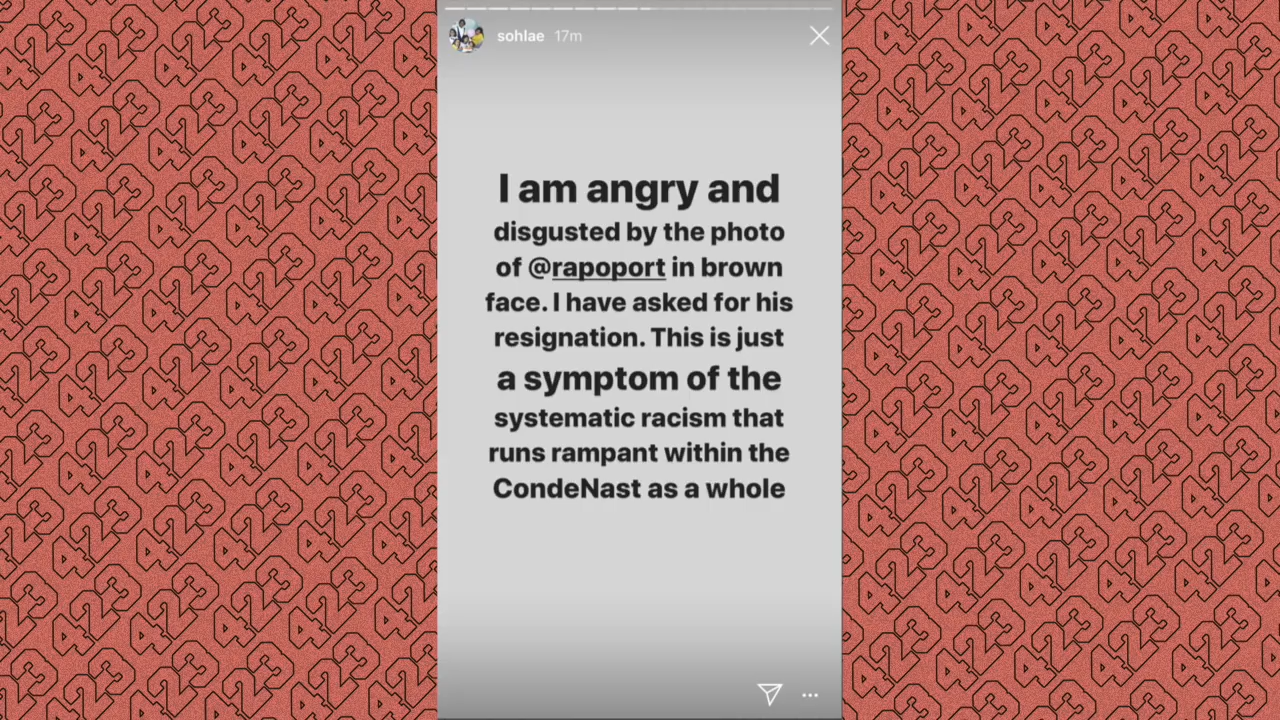 sohlae 17m
I am angry and
disgusted by the photo
of @rapoport in brown
face. I have asked for his
resignation. This is just
a symptom of the
systematic racism that
runs rampant within the
CondeNast as a whole